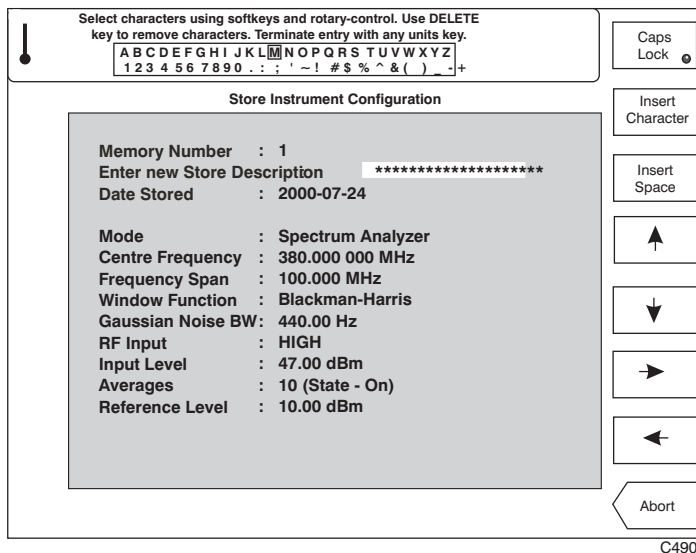 Select characters using softkeys and rotary-control. Use DELETE
key to remove characters. Terminate entry with any units key.
A B C D E F G H I J K L M N O P Q R S T U V W X Y Z
1 2 3 4 5 6 7 8 9 0 . : ; ' ~ ! # $ % ^ & ( ) _ - +
Store Instrument Configuration
Memory Number : 1
Enter new Store Description ********************
Date Stored : 2000-07-24
Mode : Spectrum Analyzer
Centre Frequency : 380.000 000 MHz
Frequency Span : 100.000 MHz
Window Function : Blackman-Harris
Gaussian Noise BW : 440.00 Hz
RF Input : HIGH
Input Level : 47.00 dBm
Averages : 10 (State - On)
Reference Level : 10.00 dBm
Caps
Lock
Insert
Character
Insert
Space
Abort
C490